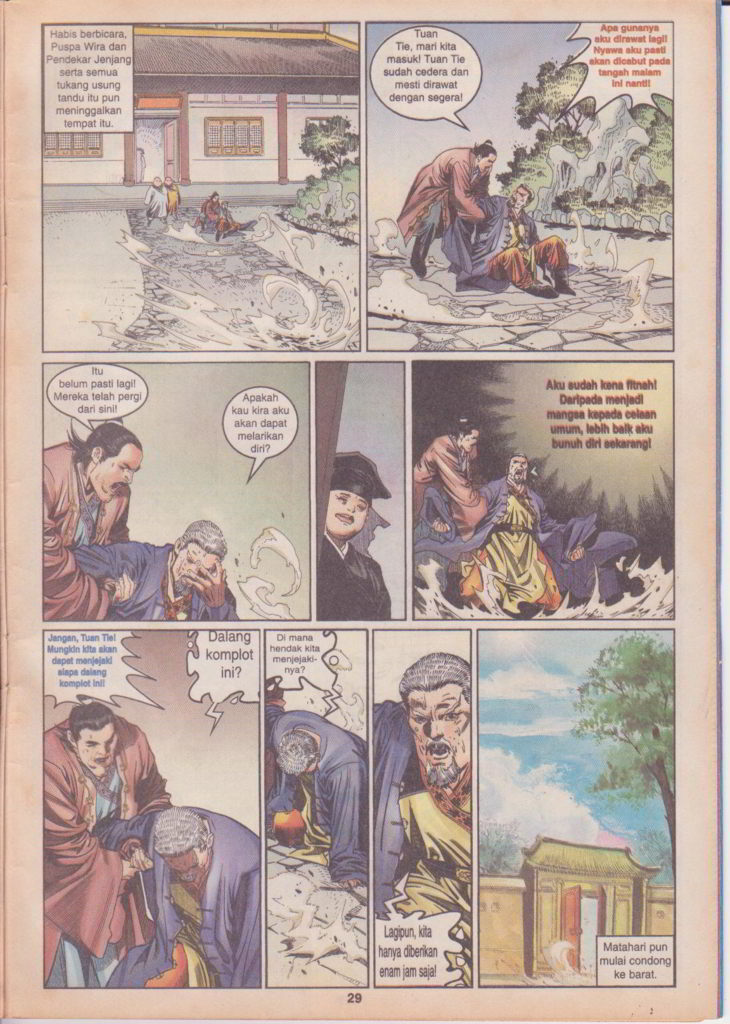 Habis berbicara,
Puspa Wira dan
Pendekar Jenjang
serta semua
tukang usung
tandu itu pun
meninggalkan
tempat itu.
Tuan
Tie, mari kita
masuk! Tuan Tie
sudah cedera dan
mesti dirawat
dengan segera!
Apa gunanya
aku dirawat lagi!
Nyawa aku pasti
akan dicabut pada
tengah malam
ini nanti!
Itu
belum pasti lagi!
Mereka telah pergi
dari sini!
Apakah
kau kira aku
akan dapat
melarikan
diri?
Aku sudah kena fitnah!
Daripada menjadi
mangsa kepada celaan
umum, lebih baik aku
bunuh diri sekarang!
Jangan, Tuan Tie!
Mungkin kita akan
dapat menjejaki
siapa dalang
komplot ini!
Dalang
komplot
ini?
Di mana
hendak kita
menjejaki-
nya?
Lagipun, kita
hanya diberikan
enam jam saja!
Matahari pun
mulai condong
ke barat.
29